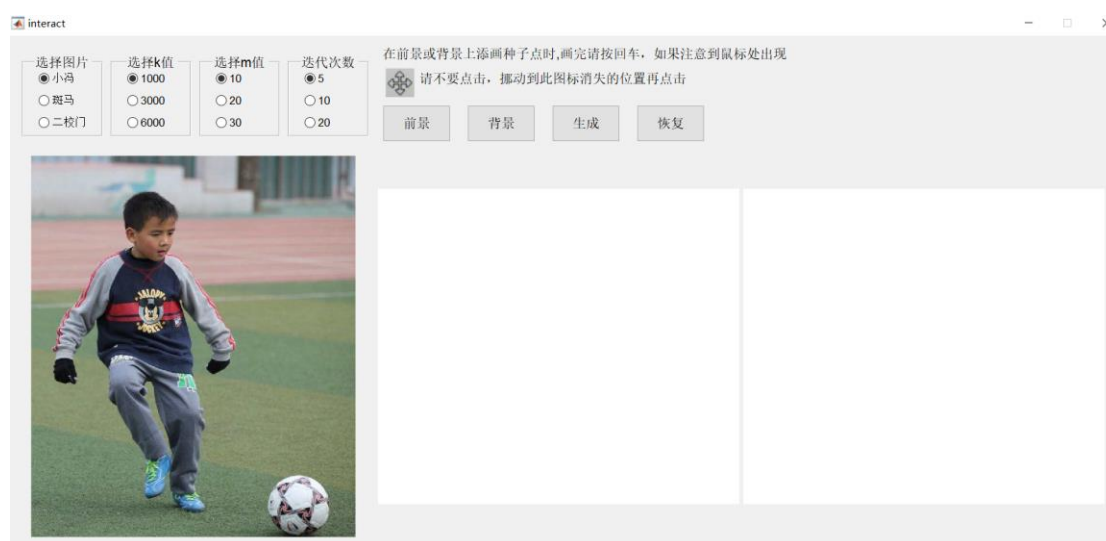 interact
选择图片
小冯
斑马
二校门
选择k值
1000
3000
6000
选择m值
10
20
30
迭代次数
5
10
20
在前景或背景上添画种子点时,画完请按回车，如果注意到鼠标处出现
请不要点击，挪动到此图标消失的位置再点击
前景
背景
生成
恢复
JALOPY
JOCKEY